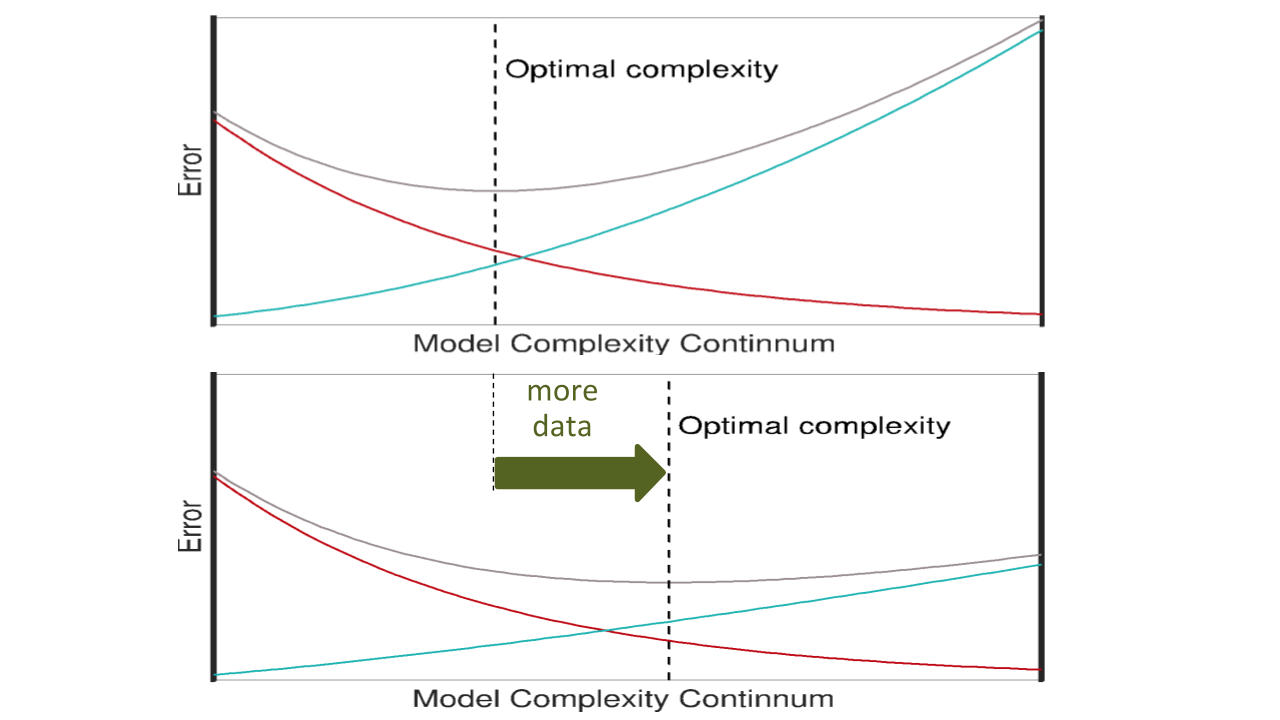 Optimal complexity
Error
Model Complexity Continnum
more
data
Optimal complexity
Error
Model Complexity Continnum